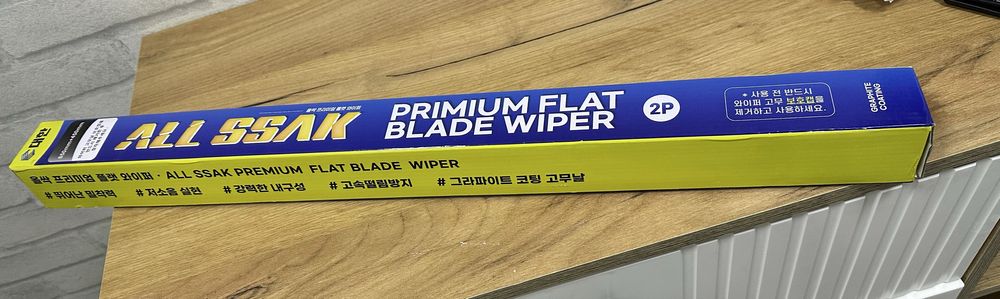 올싹 프리미엄 플랫 와이퍼
ALL SSAK
PRIMIUM FLAT
BLADE WIPER
2P
* 사용 전 반드시
와이퍼 고무 보호캡을
제거하고 사용하세요.
GRAPHITE
COATING
올싹 프리미엄 플랫 와이퍼 · ALL SSAK PREMIUM FLAT BLADE WIPER
# 뛰어난 밀착력 # 저소음 실현 # 강력한 내구성 # 고속떨림방지 # 그라파이트 코팅 고무날